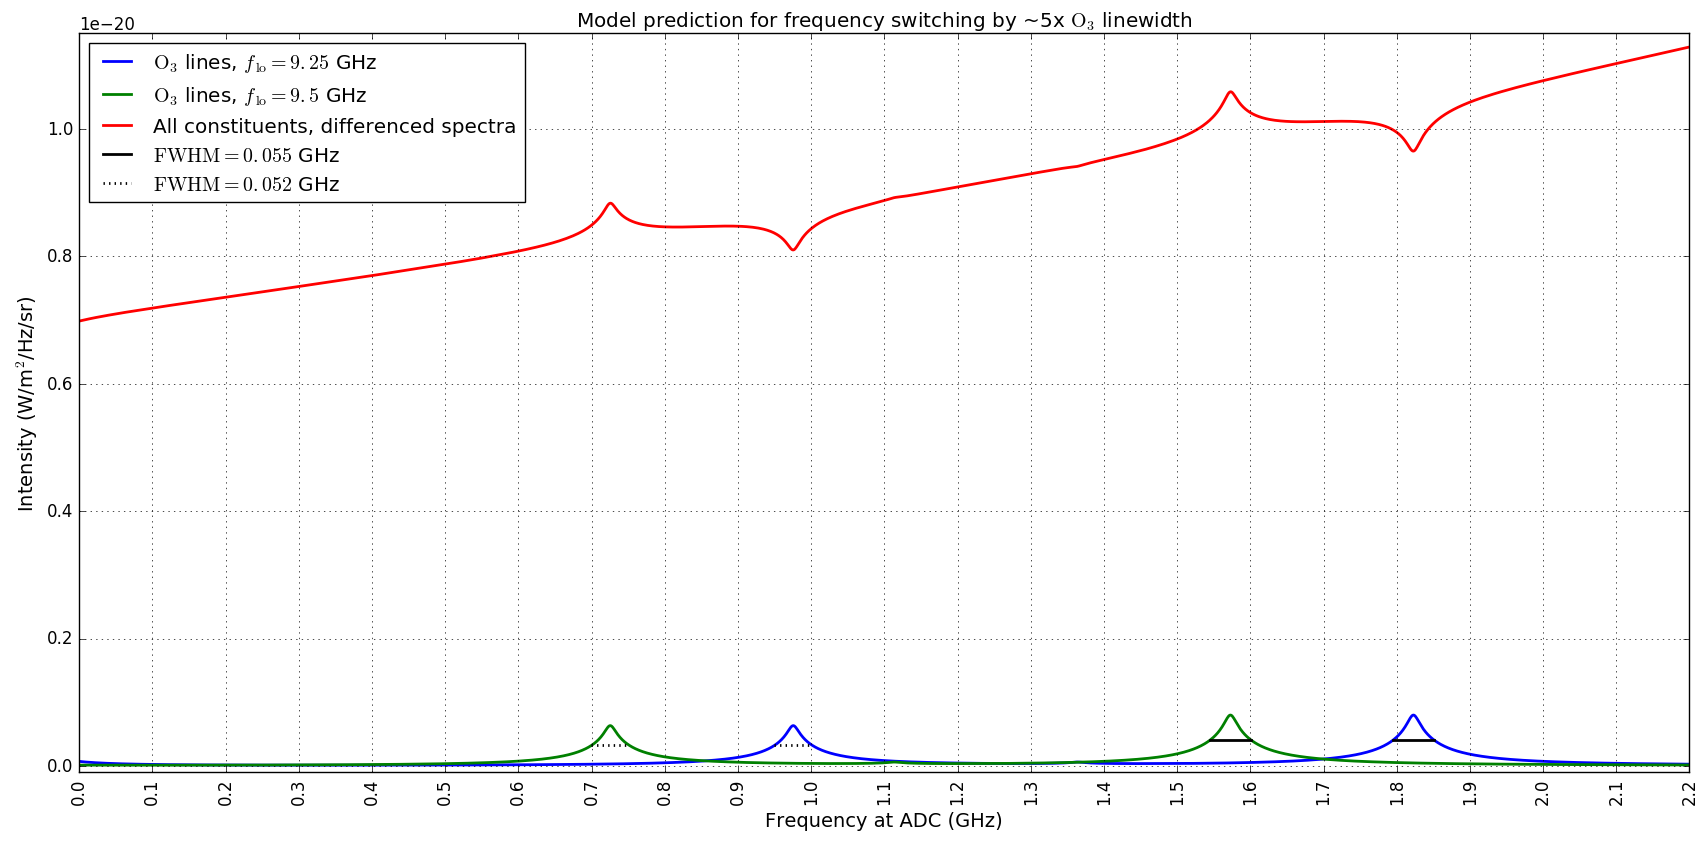 Model prediction for frequency switching by ~5x O₃ linewidth
1e−20
O₃ lines, f_lo = 9.25 GHz
O₃ lines, f_lo = 9.5 GHz
All constituents, differenced spectra
FWHM = 0.055 GHz
FWHM = 0.052 GHz
Intensity (W/m²/Hz/sr)
1.0
0.8
0.6
0.4
0.2
0.0
0.0 0.1 0.2 0.3 0.4 0.5 0.6 0.7 0.8 0.9 1.0 1.1 1.2 1.3 1.4 1.5 1.6 1.7 1.8 1.9 2.0 2.1 2.2
Frequency at ADC (GHz)